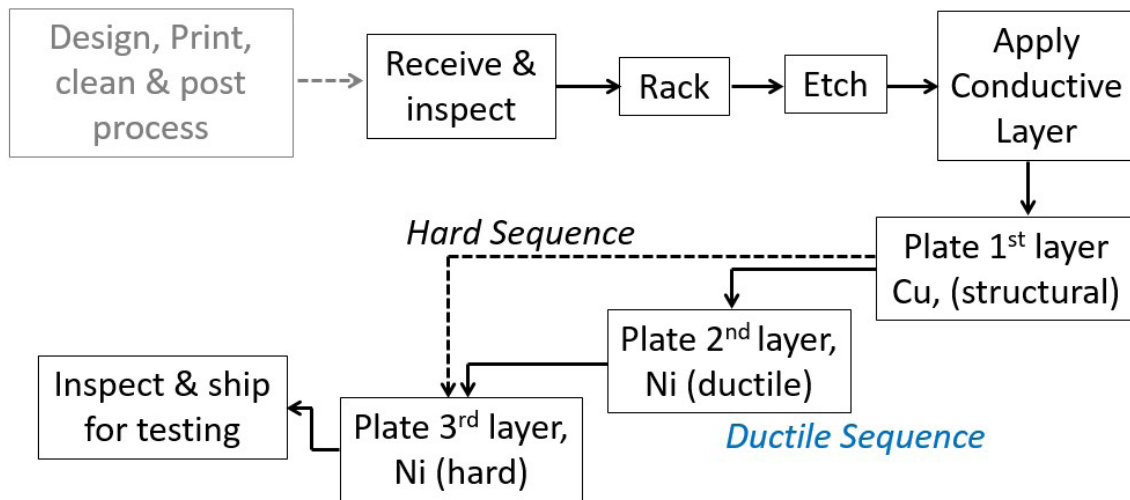 Design, Print,
clean & post
process
Receive &
inspect
Rack
Etch
Apply
Conductive
Layer
Hard Sequence
Plate 1st layer
Cu, (structural)
Plate 2nd layer,
Ni (ductile)
Ductile Sequence
Plate 3rd layer,
Ni (hard)
Inspect & ship
for testing